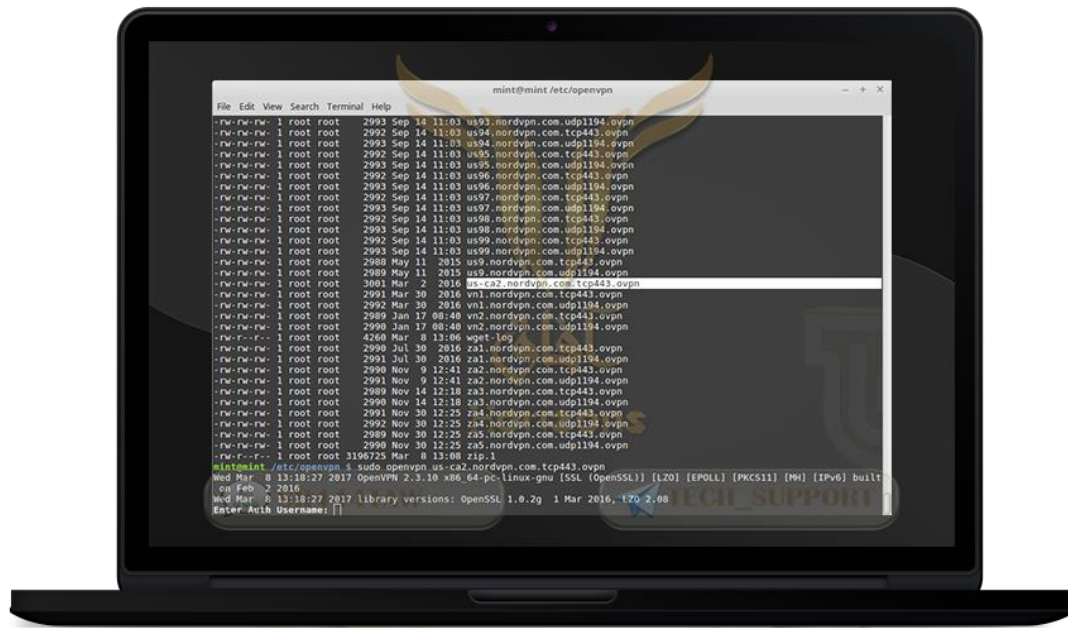 mint@mint /etc/openvpn
File Edit View Search Terminal Help
-rw-rw-rw- 1 root root 2993 Sep 14 11:03 us93.nordvpn.com.udp1194.ovpn
-rw-rw-rw- 1 root root 2992 Sep 14 11:03 us94.nordvpn.com.tcp443.ovpn
-rw-rw-rw- 1 root root 2993 Sep 14 11:03 us94.nordvpn.com.udp1194.ovpn
-rw-rw-rw- 1 root root 2992 Sep 14 11:03 us95.nordvpn.com.tcp443.ovpn
-rw-rw-rw- 1 root root 2993 Sep 14 11:03 us95.nordvpn.com.udp1194.ovpn
-rw-rw-rw- 1 root root 2992 Sep 14 11:03 us96.nordvpn.com.tcp443.ovpn
-rw-rw-rw- 1 root root 2993 Sep 14 11:03 us96.nordvpn.com.udp1194.ovpn
-rw-rw-rw- 1 root root 2992 Sep 14 11:03 us97.nordvpn.com.tcp443.ovpn
-rw-rw-rw- 1 root root 2993 Sep 14 11:03 us97.nordvpn.com.udp1194.ovpn
-rw-rw-rw- 1 root root 2992 Sep 14 11:03 us98.nordvpn.com.tcp443.ovpn
-rw-rw-rw- 1 root root 2993 Sep 14 11:03 us98.nordvpn.com.udp1194.ovpn
-rw-rw-rw- 1 root root 2992 Sep 14 11:03 us99.nordvpn.com.tcp443.ovpn
-rw-rw-rw- 1 root root 2993 Sep 14 11:03 us99.nordvpn.com.udp1194.ovpn
-rw-rw-rw- 1 root root 2988 May 11 2015 us9.nordvpn.com.tcp443.ovpn
-rw-rw-rw- 1 root root 2989 May 11 2015 us9.nordvpn.com.udp1194.ovpn
-rw-rw-rw- 1 root root 3001 Mar 2 2016 us-ca2.nordvpn.com.tcp443.ovpn
-rw-rw-rw- 1 root root 2991 Mar 30 2016 vn1.nordvpn.com.tcp443.ovpn
-rw-rw-rw- 1 root root 2992 Mar 30 2016 vn1.nordvpn.com.udp1194.ovpn
-rw-rw-rw- 1 root root 2989 Jan 17 08:40 vn2.nordvpn.com.tcp443.ovpn
-rw-rw-rw- 1 root root 2990 Jan 17 08:40 vn2.nordvpn.com.udp1194.ovpn
-rw-r--r-- 1 root root 4260 Mar 8 13:06 wget-log
-rw-rw-rw- 1 root root 2990 Jul 30 2016 za1.nordvpn.com.tcp443.ovpn
-rw-rw-rw- 1 root root 2991 Jul 30 2016 za1.nordvpn.com.udp1194.ovpn
-rw-rw-rw- 1 root root 2990 Nov 9 12:41 za2.nordvpn.com.tcp443.ovpn
-rw-rw-rw- 1 root root 2991 Nov 9 12:41 za2.nordvpn.com.udp1194.ovpn
-rw-rw-rw- 1 root root 2989 Nov 14 12:18 za3.nordvpn.com.tcp443.ovpn
-rw-rw-rw- 1 root root 2990 Nov 14 12:18 za3.nordvpn.com.udp1194.ovpn
-rw-rw-rw- 1 root root 2991 Nov 30 12:25 za4.nordvpn.com.tcp443.ovpn
-rw-rw-rw- 1 root root 2992 Nov 30 12:25 za4.nordvpn.com.udp1194.ovpn
-rw-rw-rw- 1 root root 2989 Nov 30 12:25 za5.nordvpn.com.tcp443.ovpn
-rw-rw-rw- 1 root root 2990 Nov 30 12:25 za5.nordvpn.com.udp1194.ovpn
-rw-r--r-- 1 root root 3196725 Mar 8 13:08 zip.1
mint@mint /etc/openvpn $ sudo openvpn us-ca2.nordvpn.com.tcp443.ovpn
Wed Mar 8 13:18:27 2017 OpenVPN 2.3.10 x86_64-pc-linux-gnu [SSL (OpenSSL)] [LZO] [EPOLL] [PKCS11] [MH] [IPv6] built
on Feb 2 2016
Wed Mar 8 13:18:27 2017 library versions: OpenSSL 1.0.2g 1 Mar 2016, LZO 2.08
Enter Auth Username:
TECH_SUPPORT